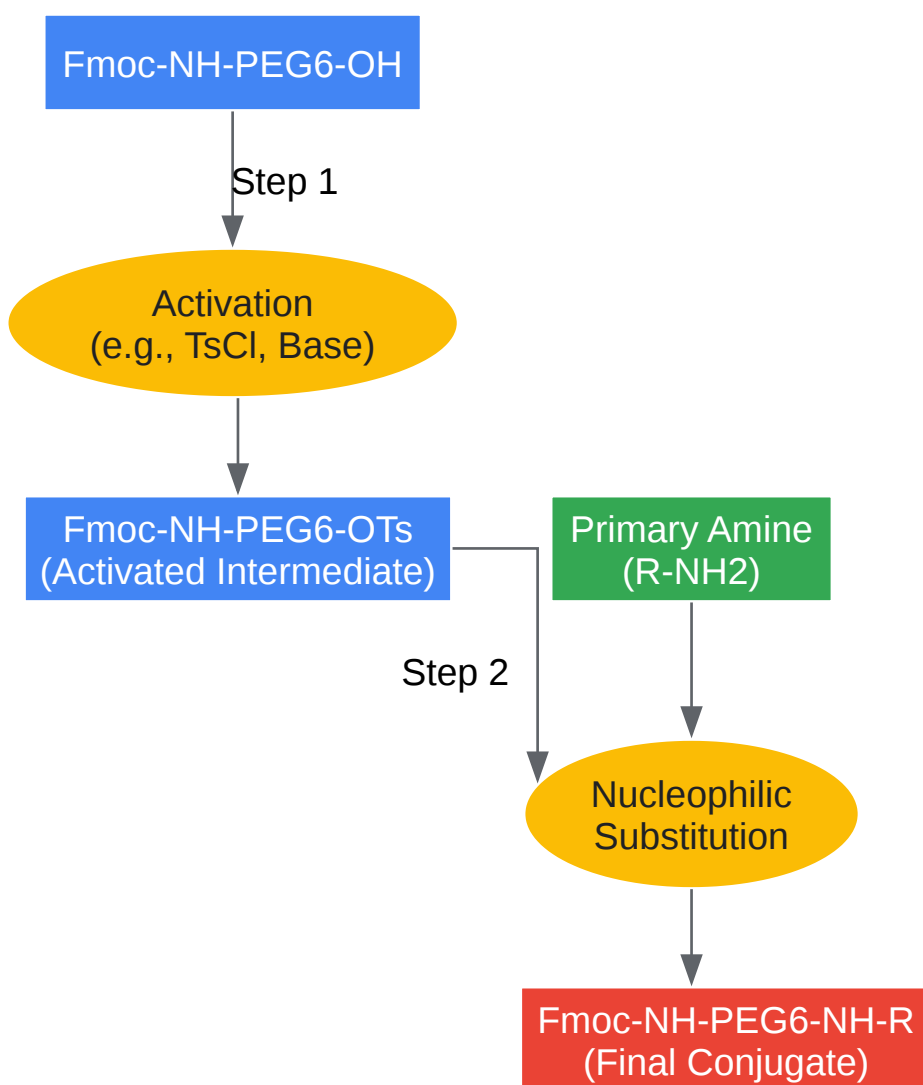 Fmoc-NH-PEG6-OH
Step 1
Activation
(e.g., TsCl, Base)
Fmoc-NH-PEG6-OTs
(Activated Intermediate)
Primary Amine
(R-NH2)
Step 2
Nucleophilic
Substitution
Fmoc-NH-PEG6-NH-R
(Final Conjugate)